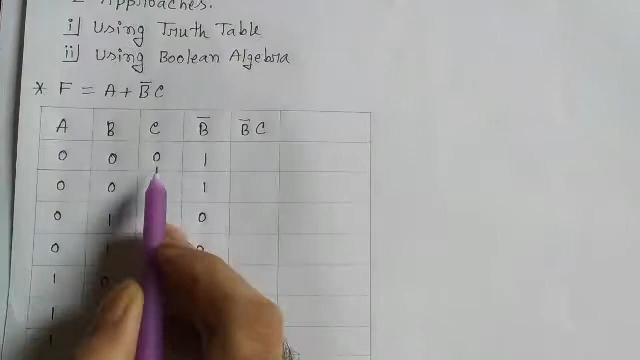 2 Approaches.
i] Using Truth Table
ii] Using Boolean Algebra
* F = A + B̅ C
A B C B̅ B̅ C
0 0 0 1
0 0 1
0 1 0
0 1 0
1 0
1
1